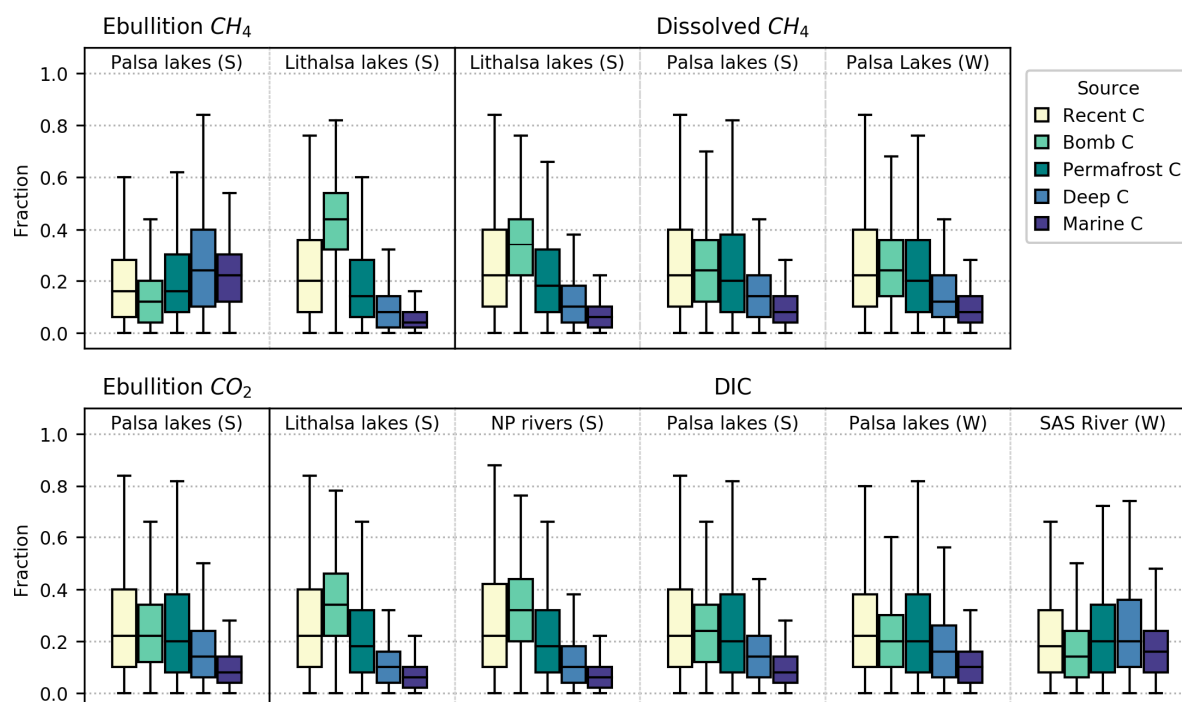 Ebullition CH4 Dissolved CH4
Palsa lakes (S) Lithalsa lakes (S) Lithalsa lakes (S) Palsa lakes (S) Palsa Lakes (W)
1.0
0.8
0.6
0.4
0.2
0.0
Fraction
Source
Recent C
Bomb C
Permafrost C
Deep C
Marine C
Ebullition CO2 DIC
Palsa lakes (S) Lithalsa lakes (S) NP rivers (S) Palsa lakes (S) Palsa lakes (W) SAS River (W)
1.0
0.8
0.6
0.4
0.2
0.0
Fraction